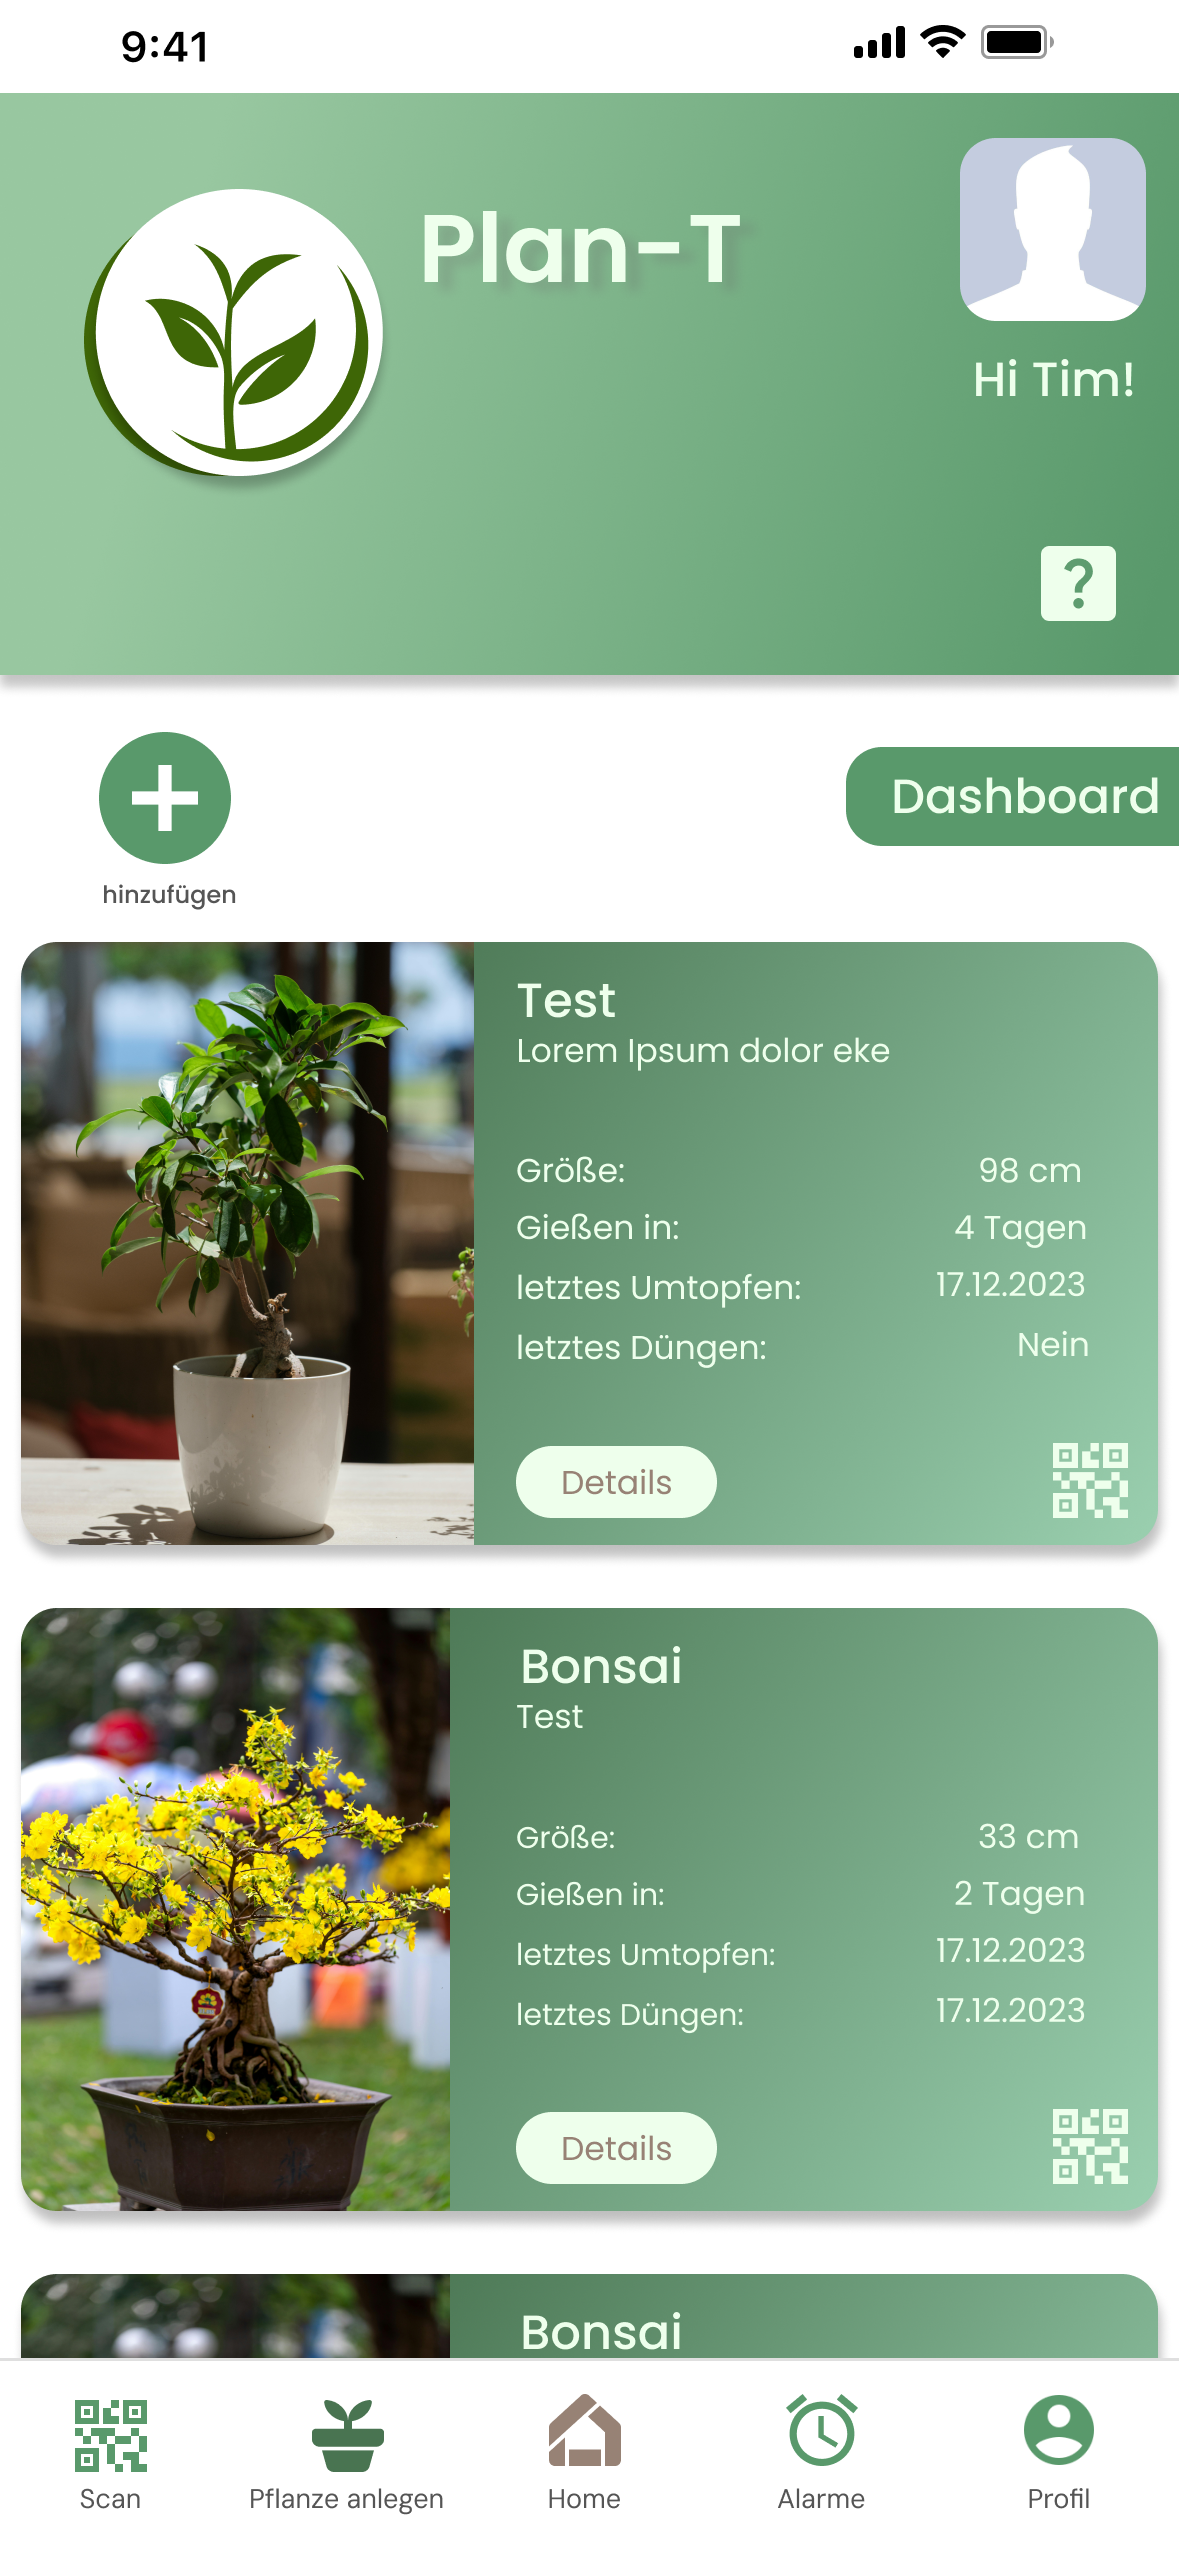 9:41
Plan-T
Hi Tim!
?
Dashboard
hinzufügen
Test
Lorem Ipsum dolor eke
Größe: 98 cm
Gießen in: 4 Tagen
letztes Umtopfen: 17.12.2023
letztes Düngen: Nein
Details
Bonsai
Test
Größe: 33 cm
Gießen in: 2 Tagen
letztes Umtopfen: 17.12.2023
letztes Düngen: 17.12.2023
Details
Bonsai
Scan Pflanze anlegen Home Alarme Profil